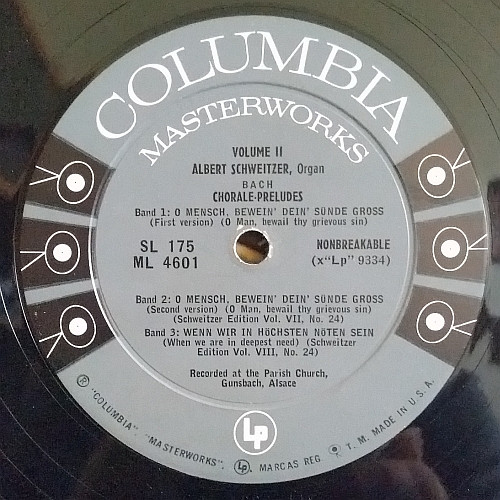 COLUMBIA
MASTERWORKS
VOLUME II
ALBERT SCHWEITZER, Organ
BACH
CHORALE-PRELUDES
Band 1: O MENSCH, BEWEIN' DEIN' SÜNDE GROSS
(First version) (O Man, bewail thy grievous sin)
SL 175 NONBREAKABLE
ML 4601 (x"Lp" 9334)
Band 2: O MENSCH, BEWEIN' DEIN' SÜNDE GROSS
(Second version) (O Man, bewail thy grievous sin)
(Schweitzer Edition Vol. VII, No. 24)
Band 3: WENN WIR IN HÖCHSTEN NÖTEN SEIN
(When we are in deepest need) (Schweitzer
Edition Vol. VIII, No. 24)
Recorded at the Parish Church,
Gunsbach, Alsace
Lp
® "COLUMBIA" "MASTERWORKS". Lp MARCAS REG. T. M. MADE IN U.S.A.